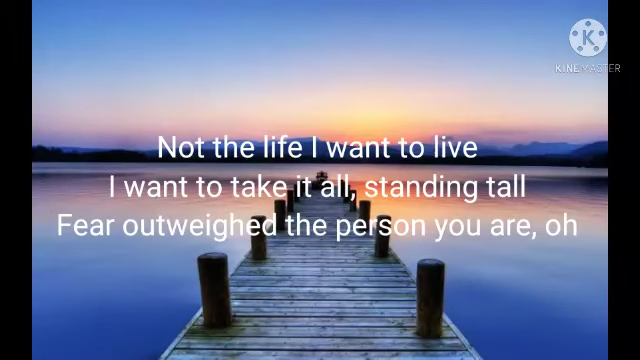 K
KINEMASTER
Not the life I want to live
I want to take it all, standing tall
Fear outweighed the person you are, oh